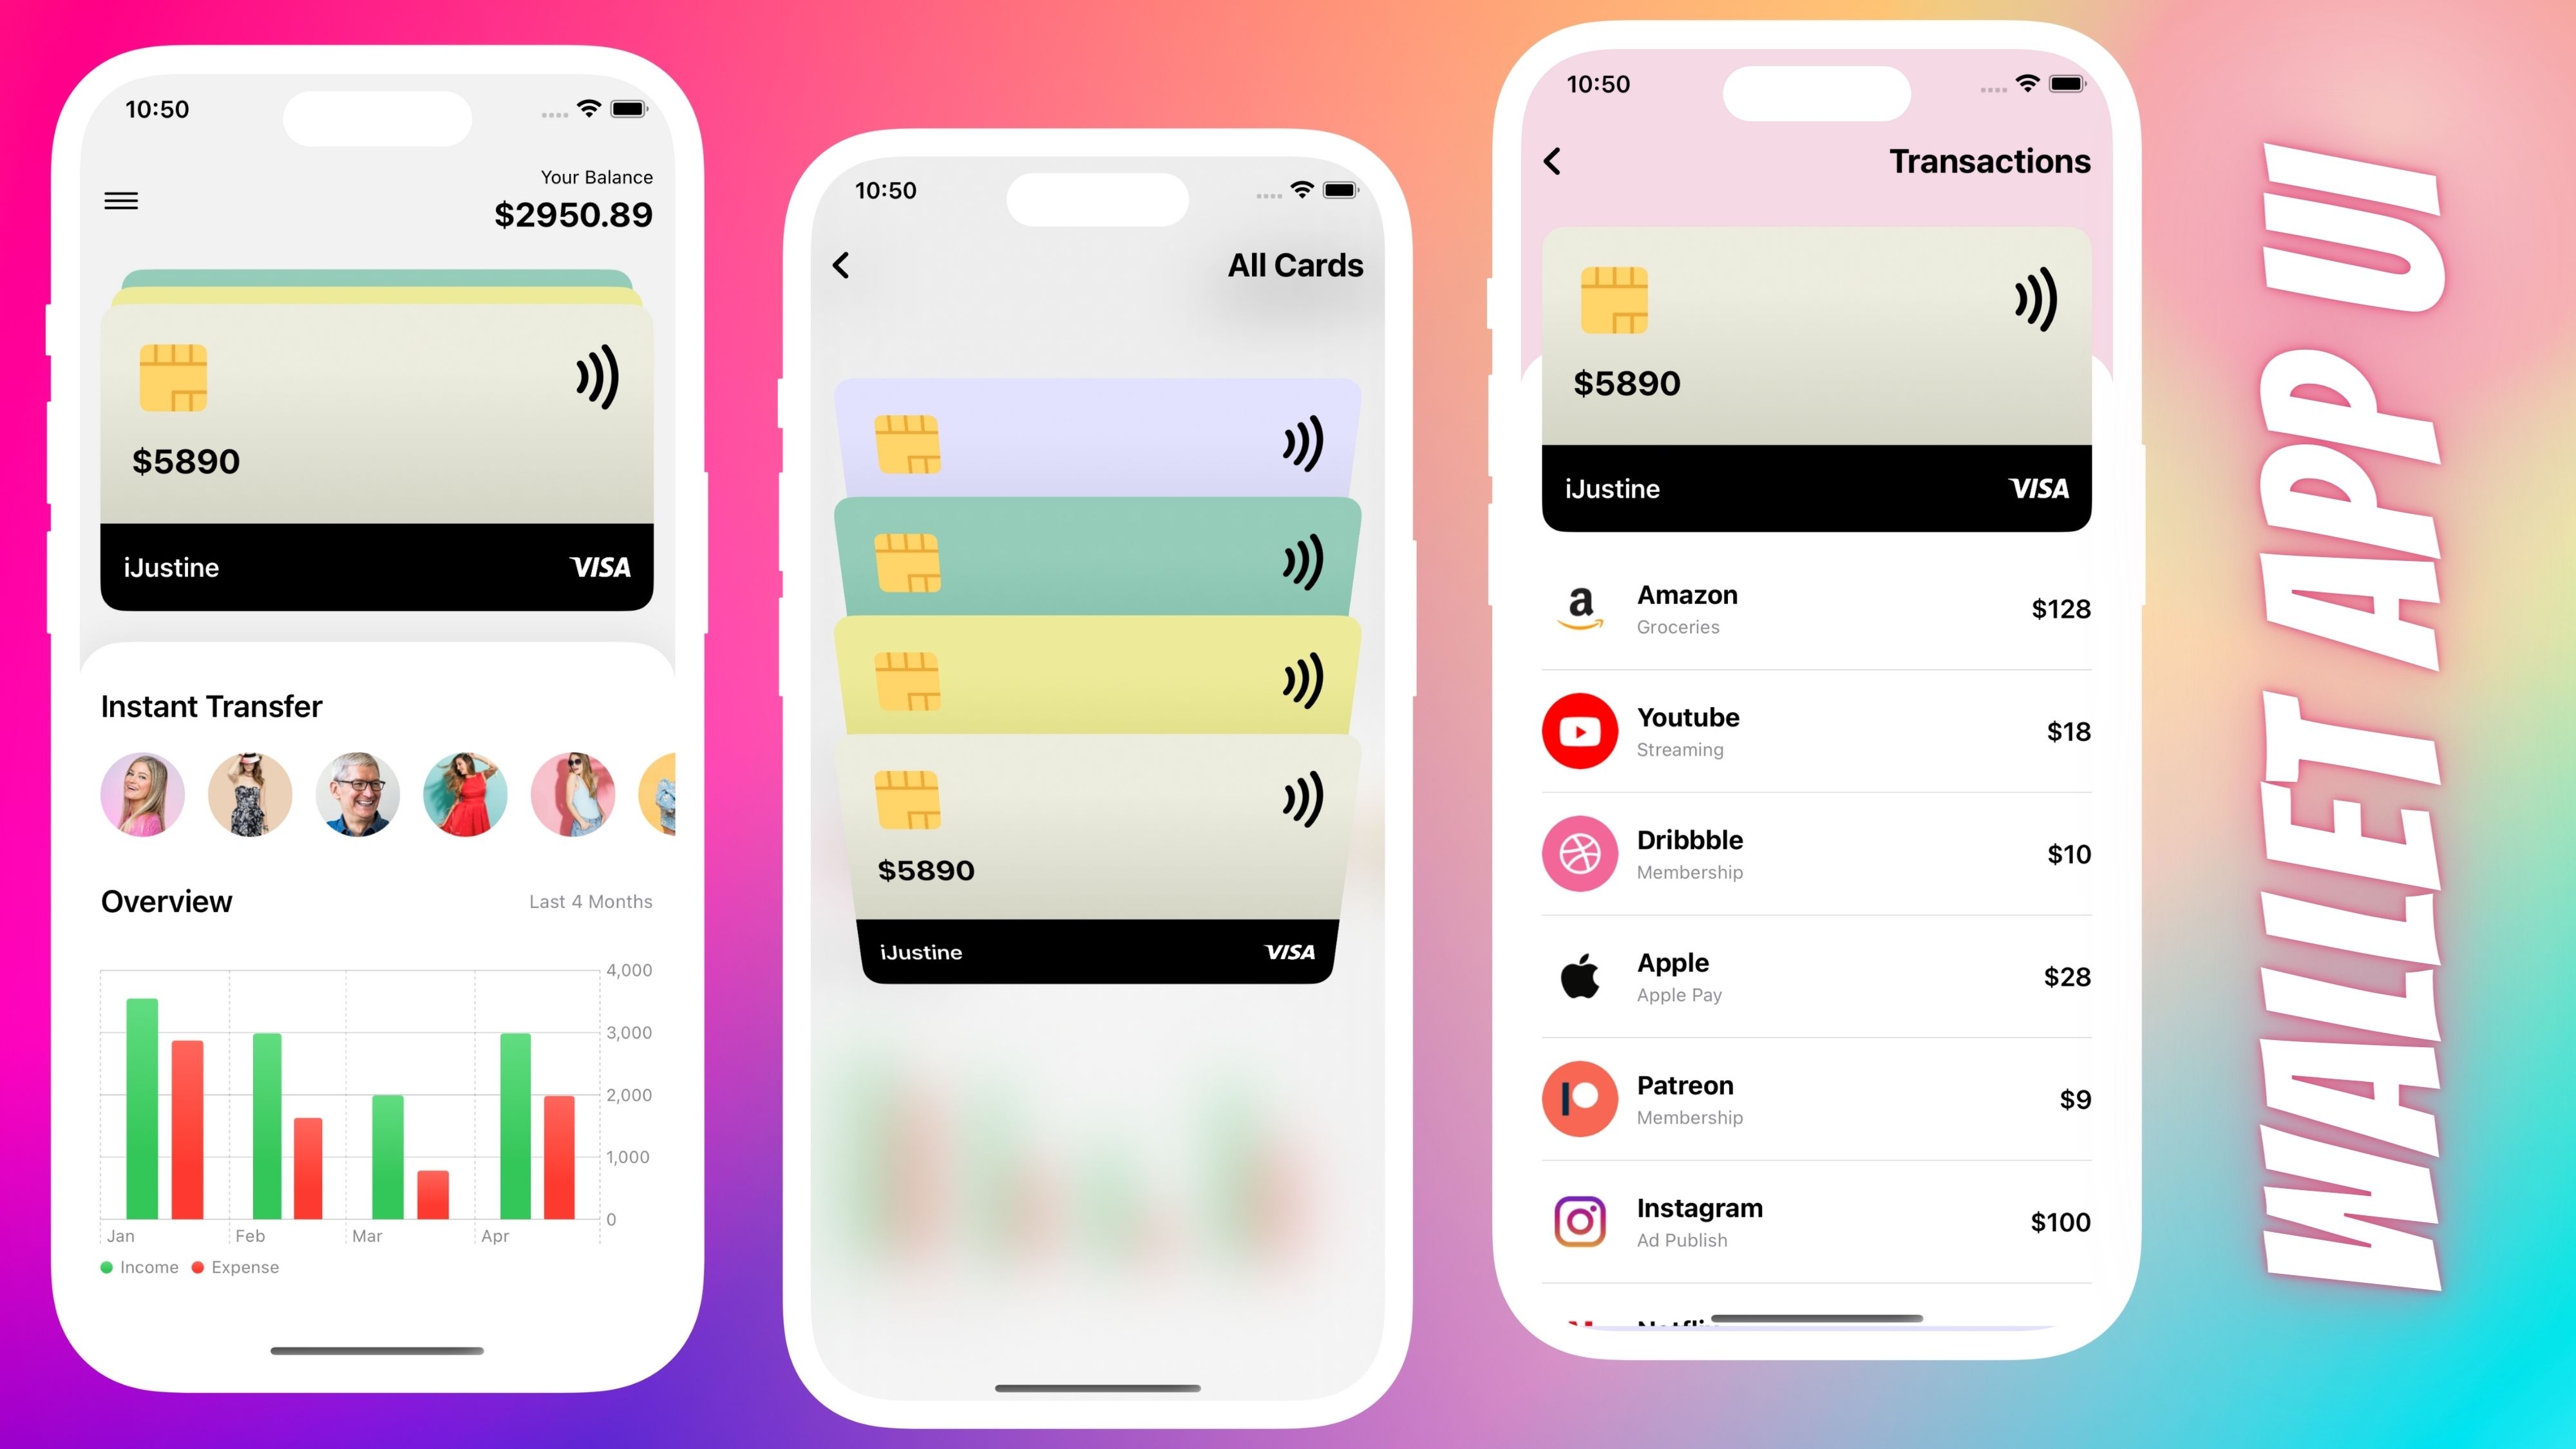 10:50
Your Balance
$2950.89
$5890
iJustine VISA
Instant Transfer
Overview Last 4 Months
4,000
3,000
2,000
1,000
0
Jan Feb Mar Apr
Income Expense
10:50
All Cards
$5890
iJustine VISA
10:50
Transactions
$5890
iJustine VISA
Amazon
Groceries
$128
Youtube
Streaming
$18
Dribbble
Membership
$10
Apple
Apple Pay
$28
Patreon
Membership
$9
Instagram
Ad Publish
$100
WALLET APP UI